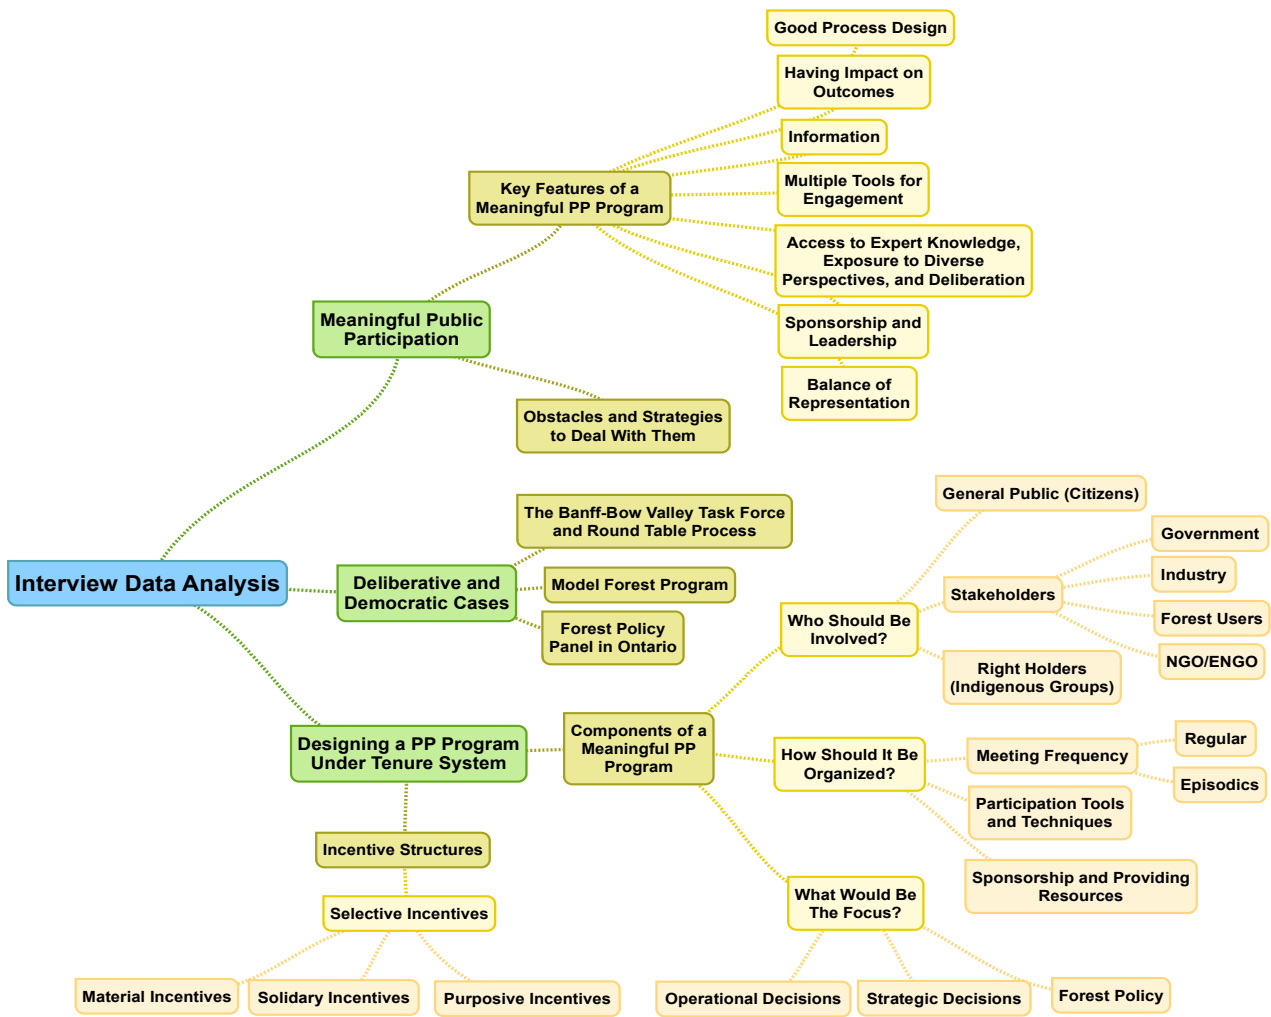 Good Process Design
Having Impact on
Outcomes
Information
Multiple Tools for
Engagement
Key Features of a
Meaningful PP Program
Access to Expert Knowledge,
Exposure to Diverse
Perspectives, and Deliberation
Sponsorship and
Leadership
Balance of
Representation
Meaningful Public
Participation
Obstacles and Strategies
to Deal With Them
Interview Data Analysis
Deliberative and
Democratic Cases
The Banff-Bow Valley Task Force
and Round Table Process
Model Forest Program
Forest Policy
Panel in Ontario
Designing a PP Program
Under Tenure System
Components of a
Meaningful PP
Program
Who Should Be
Involved?
General Public (Citizens)
Stakeholders
Government
Industry
Forest Users
NGO/ENGO
Right Holders
(Indigenous Groups)
How Should It Be
Organized?
Meeting Frequency
Regular
Episodics
Participation Tools
and Techniques
Sponsorship and Providing
Resources
What Would Be
The Focus?
Operational Decisions
Strategic Decisions
Forest Policy
Incentive Structures
Selective Incentives
Material Incentives
Solidary Incentives
Purposive Incentives